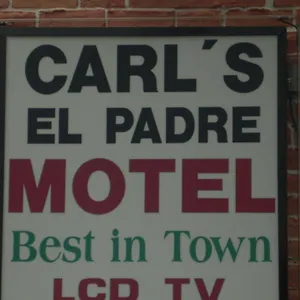 CARL´S
EL PADRE
MOTEL
Best in Town
LCD TV